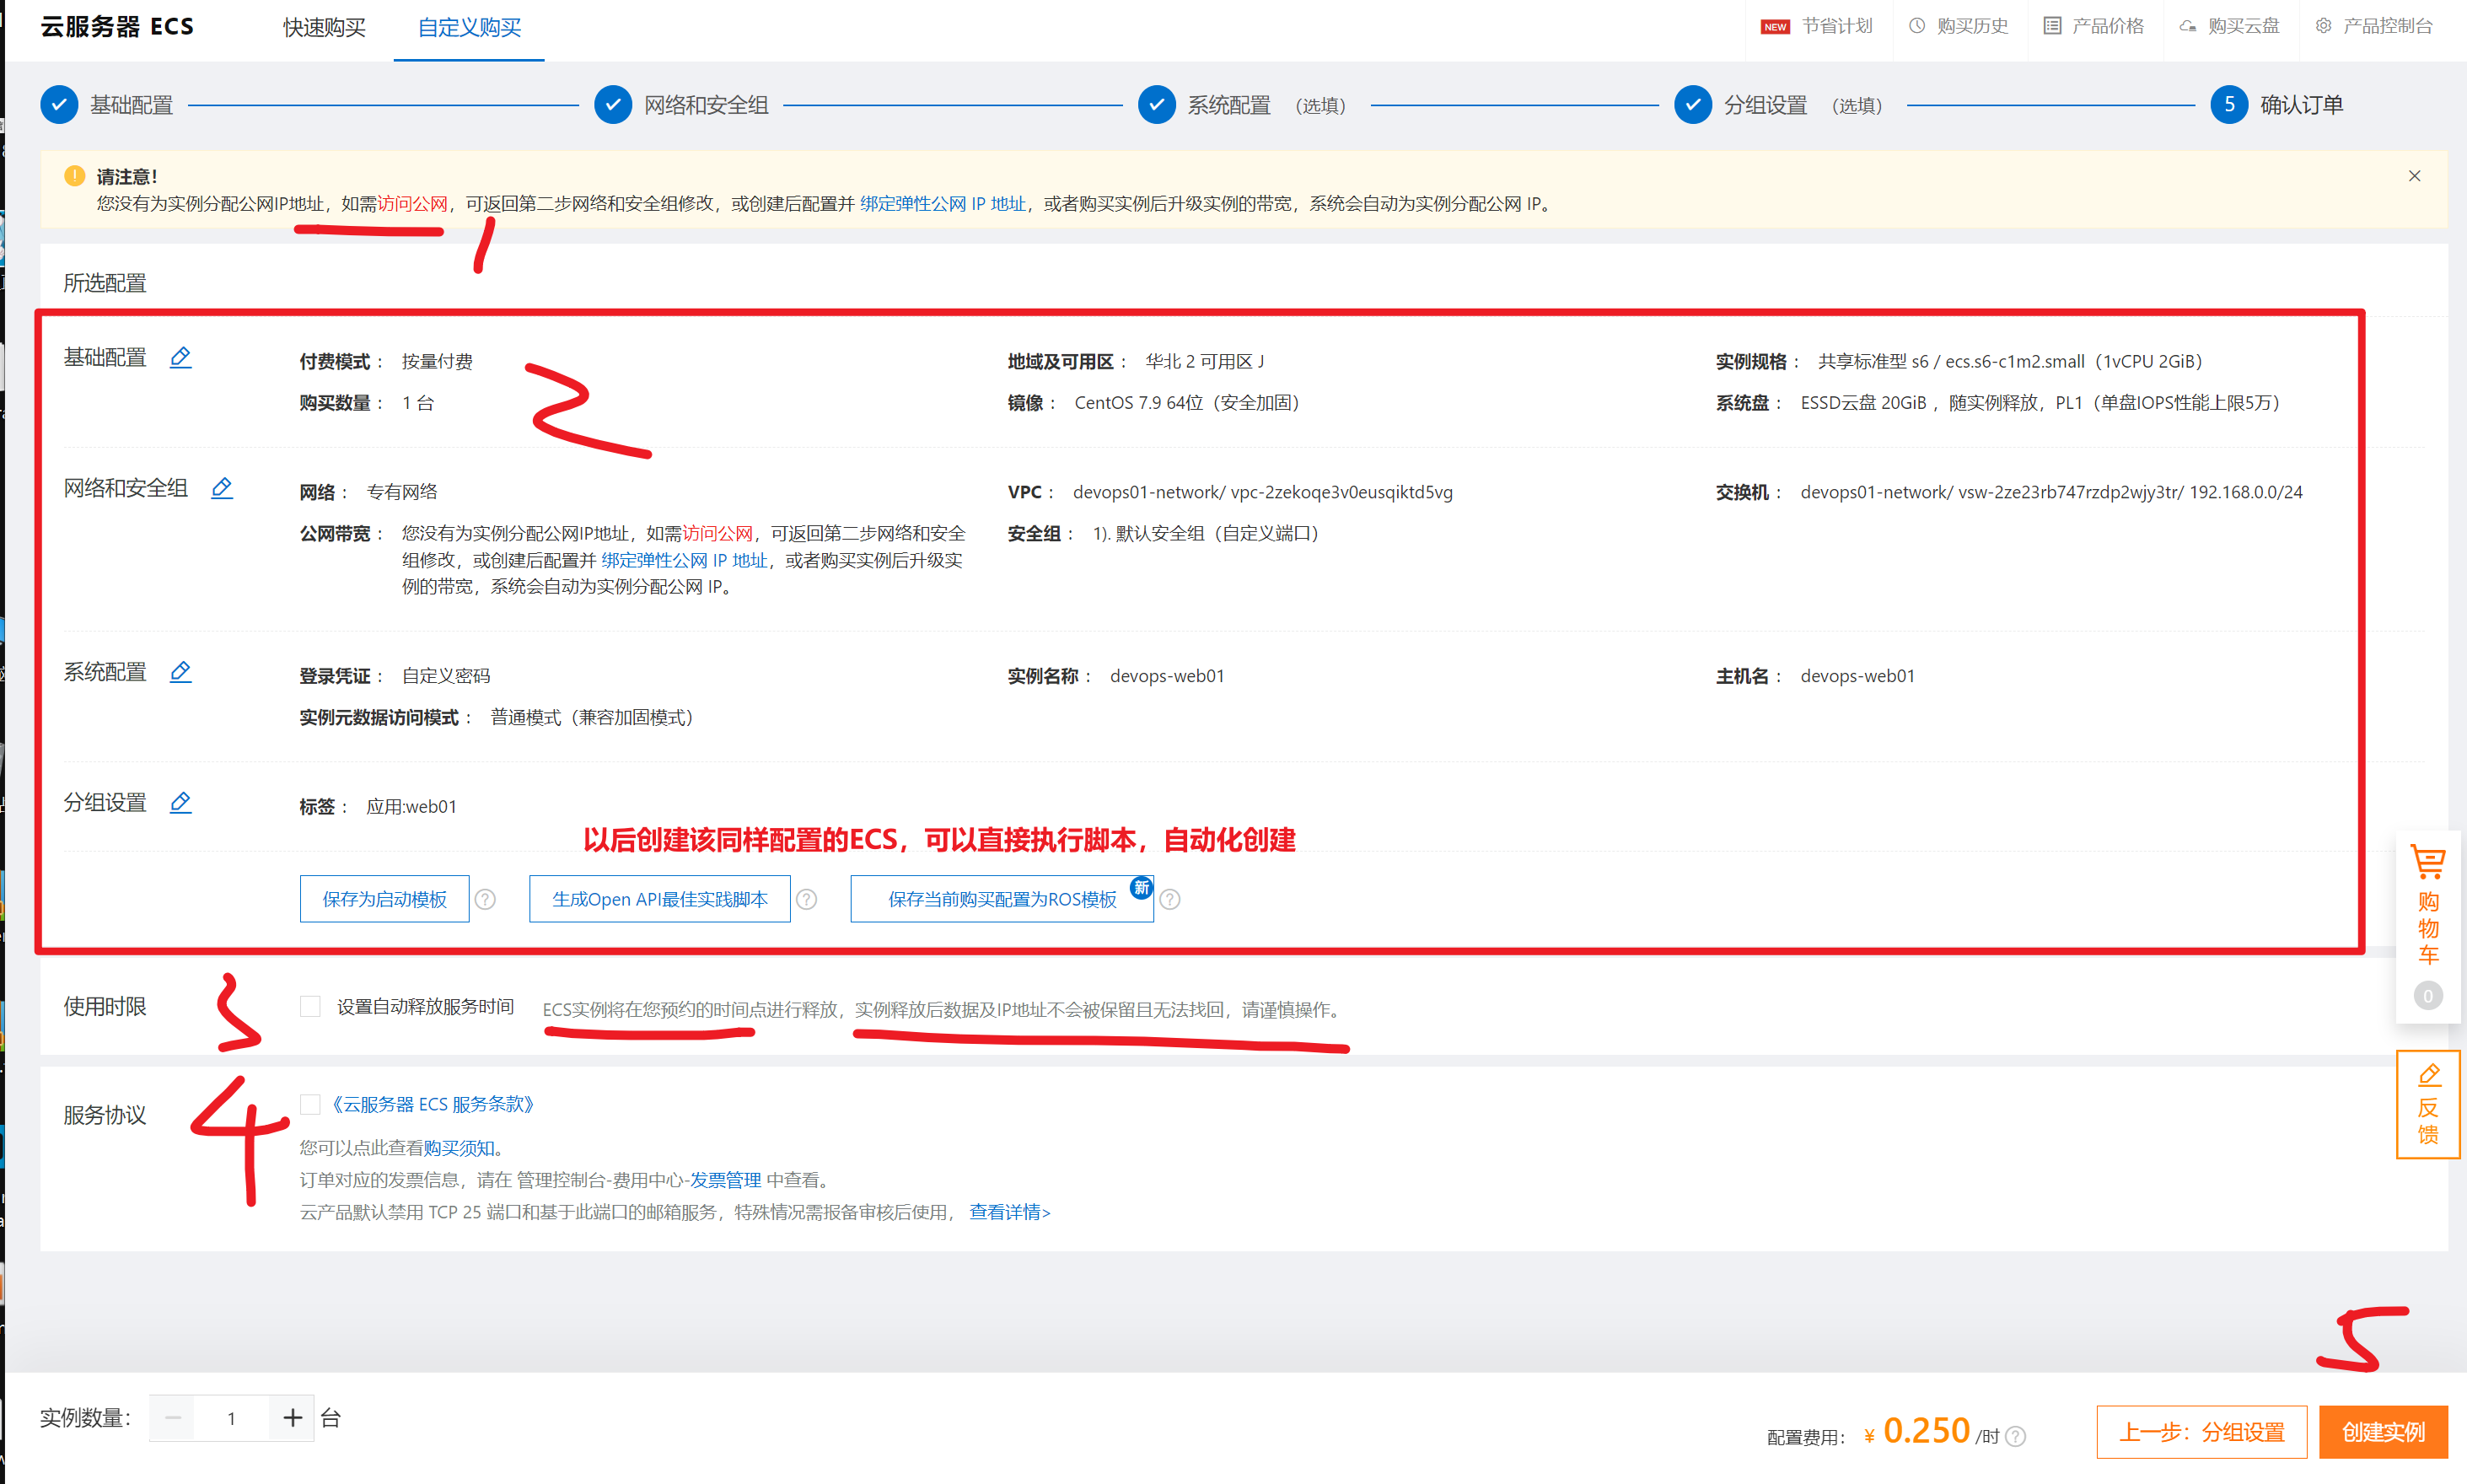 云服务器 ECS 快速购买 自定义购买 NEW 节省计划 购买历史 产品价格 购买云盘 产品控制台
基础配置 网络和安全组 系统配置 （选填） 分组设置 （选填） 5 确认订单
请注意！
您没有为实例分配公网IP地址，如需访问公网，可返回第二步网络和安全组修改，或创建后配置并 绑定弹性公网 IP 地址，或者购买实例后升级实例的带宽，系统会自动为实例分配公网 IP。
1
所选配置
基础配置 付费模式： 按量付费 地域及可用区： 华北 2 可用区 J 实例规格： 共享标准型 s6 / ecs.s6-c1m2.small（1vCPU 2GiB）
2
购买数量： 1 台 镜像： CentOS 7.9 64位（安全加固） 系统盘： ESSD云盘 20GiB ，随实例释放，PL1（单盘IOPS性能上限5万）
网络和安全组 网络： 专有网络 VPC： devops01-network/ vpc-2zekoqe3v0eusqiktd5vg 交换机： devops01-network/ vsw-2ze23rb747rzdp2wjy3tr/ 192.168.0.0/24
公网带宽： 您没有为实例分配公网IP地址，如需访问公网，可返回第二步网络和安全 安全组： 1). 默认安全组（自定义端口）
组修改，或创建后配置并 绑定弹性公网 IP 地址，或者购买实例后升级实
例的带宽，系统会自动为实例分配公网 IP。
系统配置 登录凭证： 自定义密码 实例名称： devops-web01 主机名： devops-web01
实例元数据访问模式： 普通模式（兼容加固模式）
分组设置 标签： 应用:web01
以后创建该同样配置的ECS，可以直接执行脚本，自动化创建
保存为启动模板 ? 生成Open API最佳实践脚本 ? 保存当前购买配置为ROS模板 新 ?
购物车
0
使用时限 3 设置自动释放服务时间 ECS实例将在您预约的时间点进行释放，实例释放后数据及IP地址不会被保留且无法找回，请谨慎操作。
反馈
服务协议 4 《云服务器 ECS 服务条款》
您可以点此查看购买须知。
订单对应的发票信息，请在 管理控制台-费用中心-发票管理 中查看。
云产品默认禁用 TCP 25 端口和基于此端口的邮箱服务，特殊情况需报备审核后使用， 查看详情>
5
实例数量： − 1 + 台 配置费用： ¥ 0.250 /时 ? 上一步：分组设置 创建实例